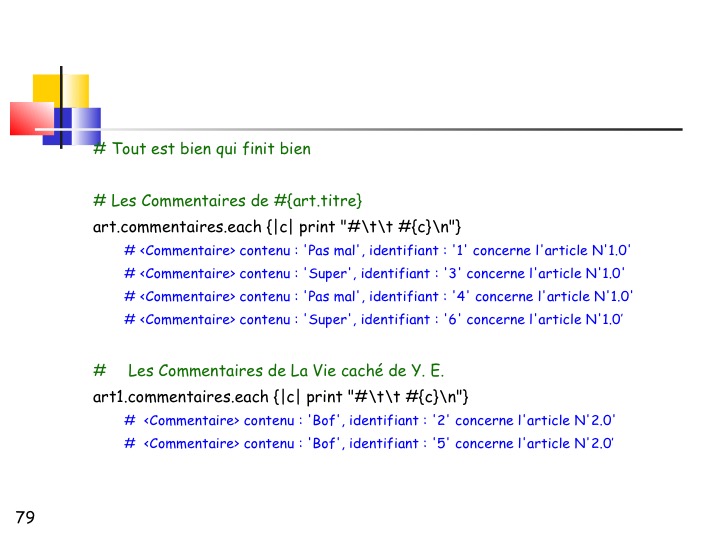 # Tout est bien qui finit bien
# Les Commentaires de #{art.titre}
art.commentaires.each {|c| print "#\t\t #{c}\n"}
# <Commentaire> contenu : 'Pas mal', identifiant : '1' concerne l'article N'1.0'
# <Commentaire> contenu : 'Super', identifiant : '3' concerne l'article N'1.0'
# <Commentaire> contenu : 'Pas mal', identifiant : '4' concerne l'article N'1.0'
# <Commentaire> contenu : 'Super', identifiant : '6' concerne l'article N'1.0'
# Les Commentaires de La Vie caché de Y. E.
art1.commentaires.each {|c| print "#\t\t #{c}\n"}
# <Commentaire> contenu : 'Bof', identifiant : '2' concerne l'article N'2.0'
# <Commentaire> contenu : 'Bof', identifiant : '5' concerne l'article N'2.0'
79